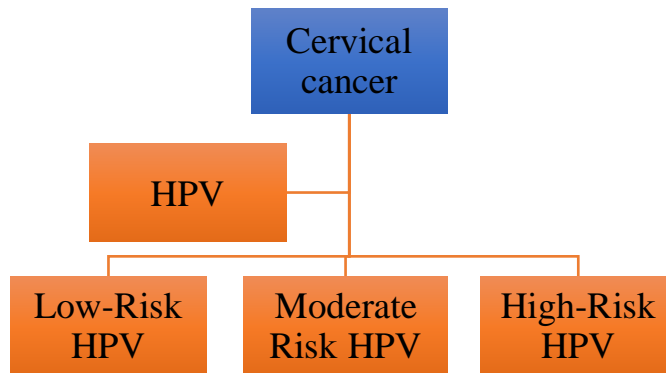 Cervical
cancer
HPV
Low-Risk
HPV
Moderate
Risk HPV
High-Risk
HPV